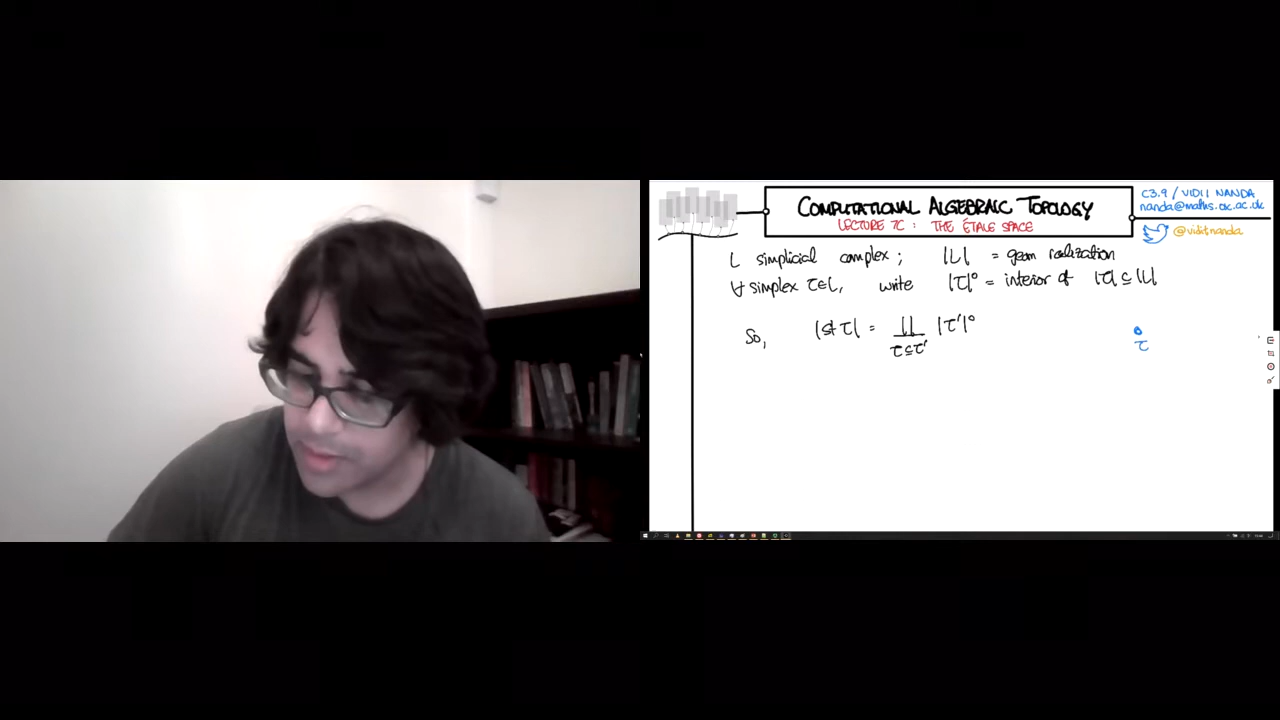 COMPUTATIONAL ALGEBRAIC TOPOLOGY
LECTURE 7C : THE ÉTALE SPACE
C3.9 / VIDIT NANDA
nanda@maths.ox.ac.uk
@viditnanda
L simplicial complex ; |L| = geom realization
∀ simplex τ∈L, write |τ|° = interior of |τ| ⊆ |L|
So, |st τ| = ∐ |τ'|°
τ⊆τ'
τ